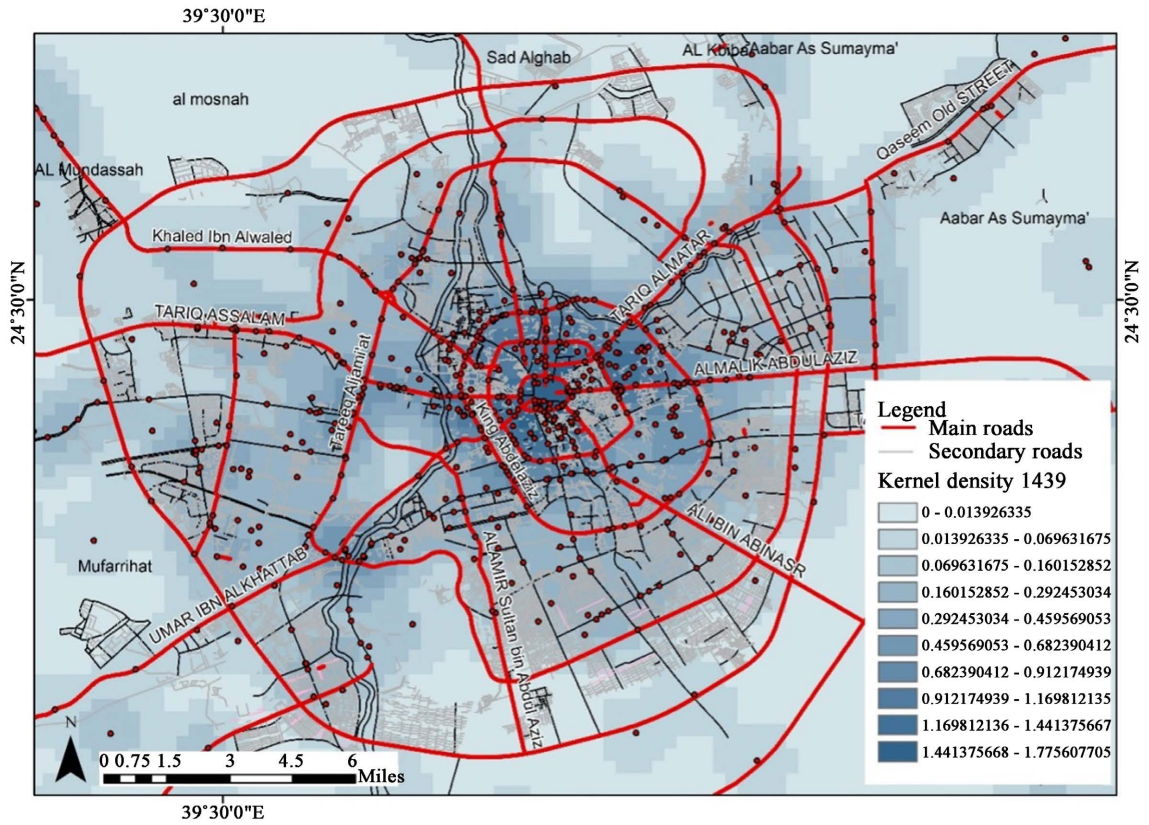 39°30'0"E
Sad Alghab
AL Kbiba
Aabar As Sumayma'
al mosnah
Qaseem Old STREET
AL Mundassah
Aabar As Sumayma'
Khaled Ibn Alwaled
TARIQ ALMATAR
24°30'0"N
24°30'0"N
TARIQ ASSALAM
Tareeq Aljami'at
ALMALIK ABDULAZIZ
King Abdelaziz
ALI BIN ABINASR
Mufarrihat
UMAR IBN ALKHATTAB
ALAMIR Sultan bin Abdul Aziz
Legend
Main roads
Secondary roads
Kernel density 1439
0 - 0.013926335
0.013926335 - 0.069631675
0.069631675 - 0.160152852
0.160152852 - 0.292453034
0.292453034 - 0.459569053
0.459569053 - 0.682390412
0.682390412 - 0.912174939
0.912174939 - 1.169812135
1.169812136 - 1.441375667
1.441375668 - 1.775607705
N
0 0.75 1.5 3 4.5 6
Miles
39°30'0"E